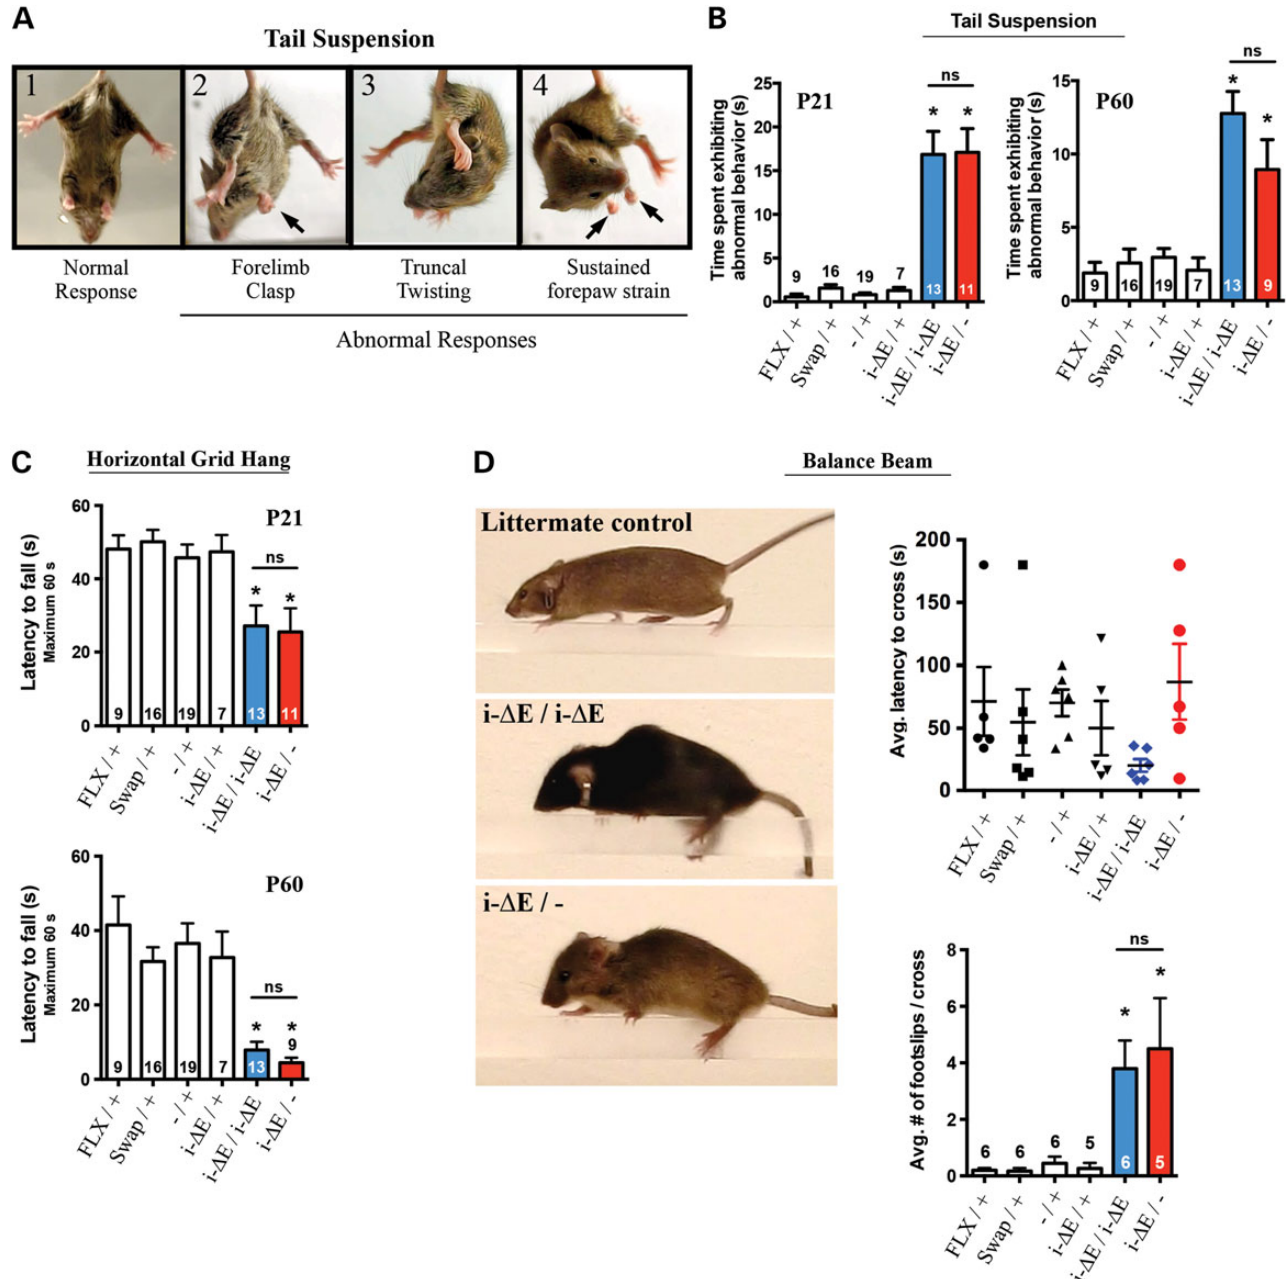 A
Tail Suspension
1
2
3
4
Normal
Response
Forelimb
Clasp
Truncal
Twisting
Sustained
forepaw strain
Abnormal Responses
B
Tail Suspension
Time spent exhibiting
abnormal behavior (s)
25
20
15
10
5
0
P21
ns
* *
9 16 19 7 13 11
FLX / +
Swap / +
- / +
i-ΔE / +
i-ΔE / i-ΔE
i-ΔE / -
Time spent exhibiting
abnormal behavior (s)
15
10
5
0
P60
ns
* *
9 16 19 7 13 9
FLX / +
Swap / +
- / +
i-ΔE / +
i-ΔE / i-ΔE
i-ΔE / -
C
Horizontal Grid Hang
Latency to fall (s)
Maximum 60 s
60
40
20
0
P21
ns
* *
9 16 19 7 13 11
FLX / +
Swap / +
- / +
i-ΔE / +
i-ΔE / i-ΔE
i-ΔE / -
Latency to fall (s)
Maximum 60 s
60
40
20
0
P60
ns
* *
9 16 19 7 13 9
FLX / +
Swap / +
- / +
i-ΔE / +
i-ΔE / i-ΔE
i-ΔE / -
D
Balance Beam
Littermate control
i-ΔE / i-ΔE
i-ΔE / -
Avg. latency to cross (s)
200
150
100
50
0
FLX / +
Swap / +
- / +
i-ΔE / +
i-ΔE / i-ΔE
i-ΔE / -
Avg. # of footslips / cross
8
6
4
2
0
ns
* *
6 6 6 5 6 5
FLX / +
Swap / +
- / +
i-ΔE / +
i-ΔE / i-ΔE
i-ΔE / -